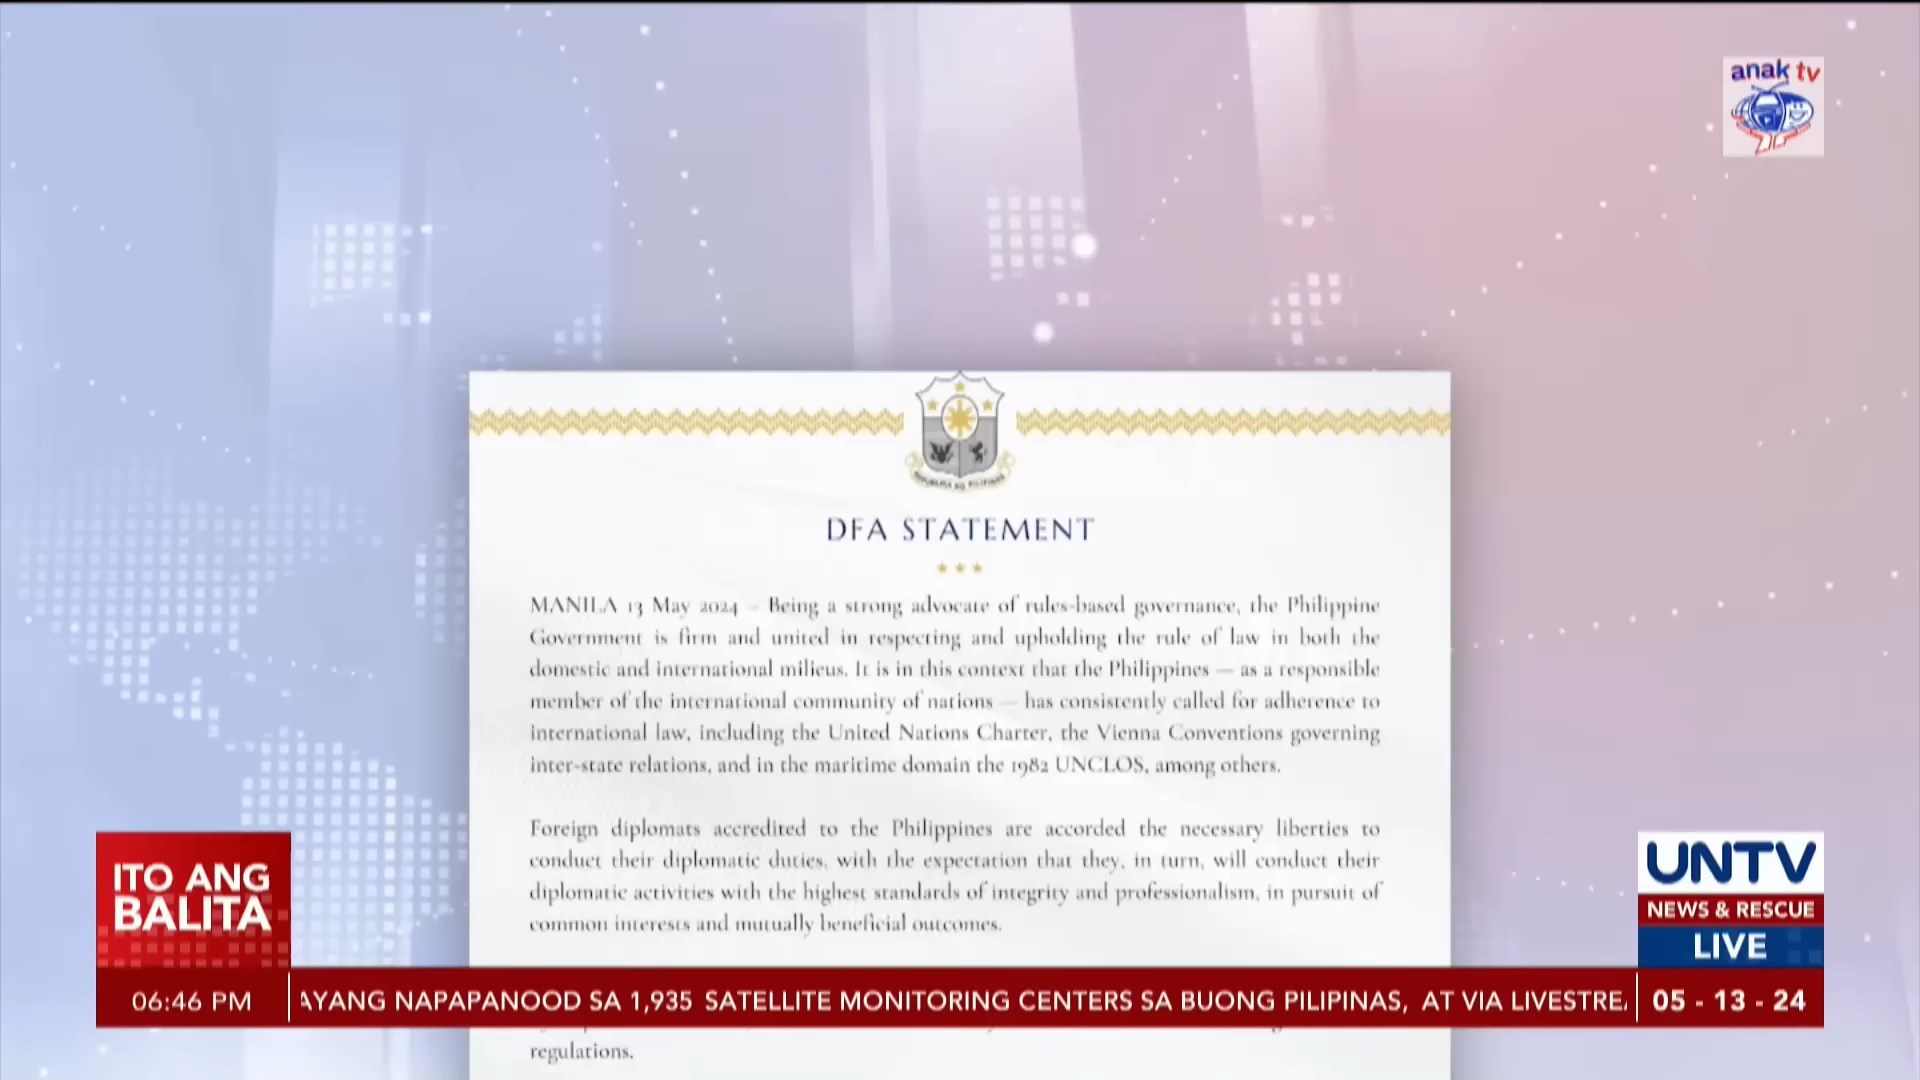 anak tv
REPUBLIKA NG PILIPINAS
DFA STATEMENT
MANILA 13 May 2024 – Being a strong advocate of rules-based governance, the Philippine
Government is firm and united in respecting and upholding the rule of law in both the
domestic and international milieus. It is in this context that the Philippines — as a responsible
member of the international community of nations — has consistently called for adherence to
international law, including the United Nations Charter, the Vienna Conventions governing
inter-state relations, and in the maritime domain the 1982 UNCLOS, among others.
Foreign diplomats accredited to the Philippines are accorded the necessary liberties to
conduct their diplomatic duties, with the expectation that they, in turn, will conduct their
diplomatic activities with the highest standards of integrity and professionalism, in pursuit of
common interests and mutually beneficial outcomes.
regulations.
ITO ANG
BALITA
UNTV
NEWS & RESCUE
LIVE
06:46 PM
AYANG NAPAPANOOD SA 1,935 SATELLITE MONITORING CENTERS SA BUONG PILIPINAS, AT VIA LIVESTREA
05 - 13 - 24